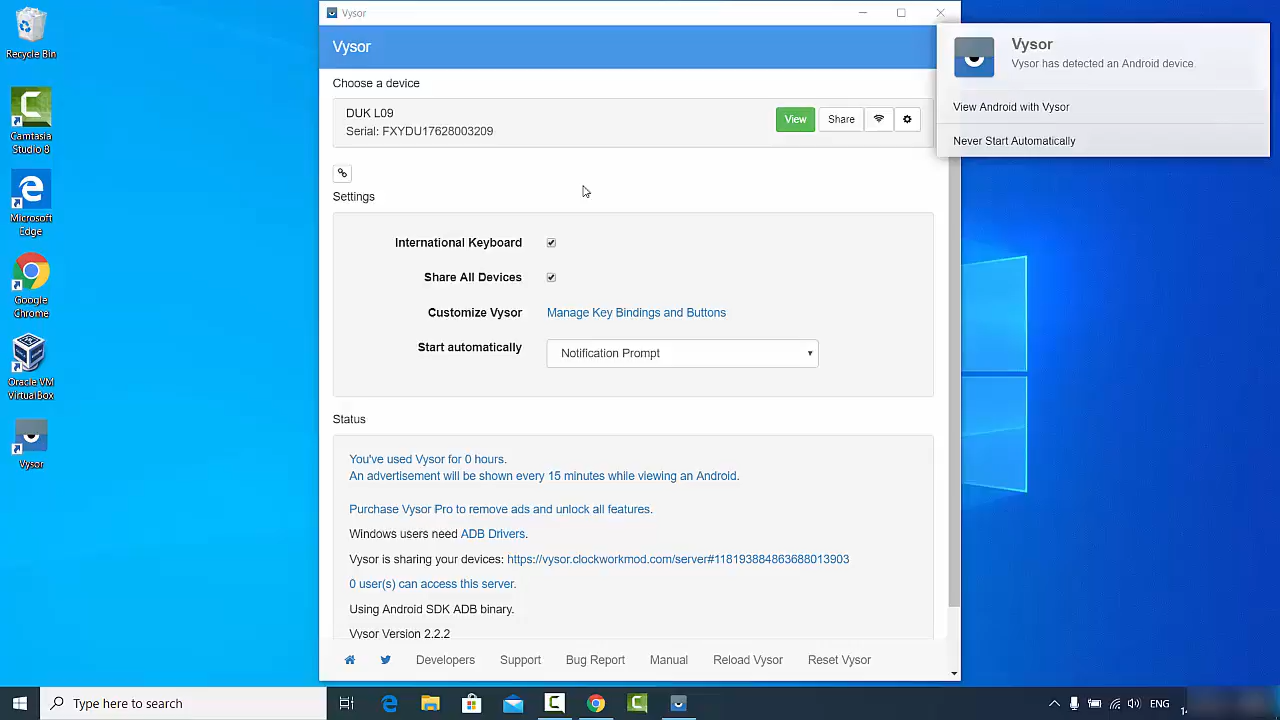 Recycle Bin
Camtasia
Studio 8
Microsoft
Edge
Google
Chrome
Oracle VM
VirtualBox
Vysor
Vysor
Vysor
Choose a device
DUK L09
Serial: FXYDU17628003209
View
Share
Settings
International Keyboard
Share All Devices
Customize Vysor
Manage Key Bindings and Buttons
Start automatically
Notification Prompt
Status
You've used Vysor for 0 hours.
An advertisement will be shown every 15 minutes while viewing an Android.
Purchase Vysor Pro to remove ads and unlock all features.
Windows users need ADB Drivers.
Vysor is sharing your devices: https://vysor.clockworkmod.com/server#118193884863688013903
0 user(s) can access this server.
Using Android SDK ADB binary.
Vysor Version 2.2.2
Developers
Support
Bug Report
Manual
Reload Vysor
Reset Vysor
Vysor
Vysor has detected an Android device.
View Android with Vysor
Never Start Automatically
Type here to search
ENG